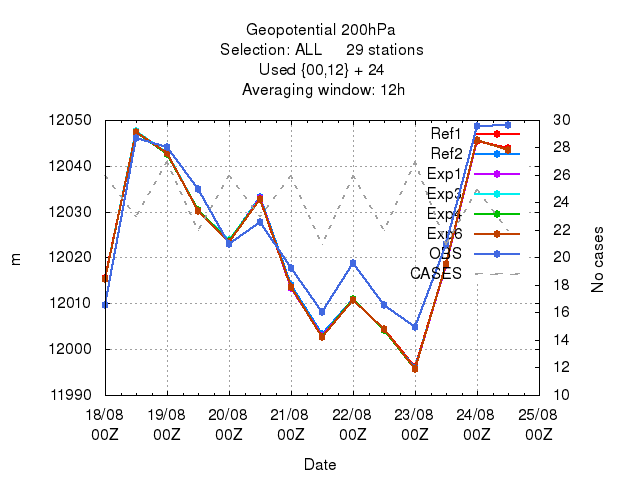 Geopotential 200hPa
Selection: ALL 29 stations
Used {00,12} + 24
Averaging window: 12h
12050
12040
12030
12020
12010
12000
11990
m
30
28
26
24
22
20
18
16
14
12
10
No cases
Ref1
Ref2
Exp1
Exp3
Exp4
Exp6
OBS
CASES
18/08 19/08 20/08 21/08 22/08 23/08 24/08 25/08
00Z 00Z 00Z 00Z 00Z 00Z 00Z 00Z
Date